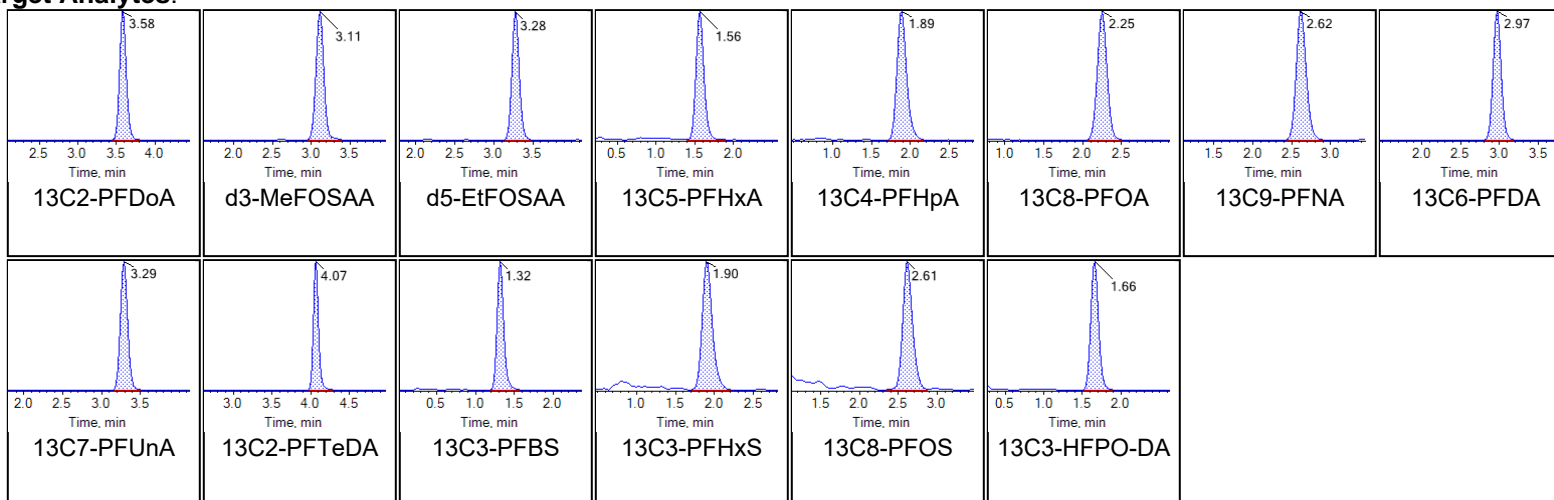 rget Analytes:
3.58 3.11 3.28 1.56 1.89 2.25 2.62 2.97
2.5 3.0 3.5 4.0 2.0 2.5 3.0 3.5 2.0 2.5 3.0 3.5 0.5 1.0 1.5 2.0 1.0 1.5 2.0 2.5 1.0 1.5 2.0 2.5 1.5 2.0 2.5 3.0 2.0 2.5 3.0 3.5
Time, min Time, min Time, min Time, min Time, min Time, min Time, min Time, min
13C2-PFDoA d3-MeFOSAA d5-EtFOSAA 13C5-PFHxA 13C4-PFHpA 13C8-PFOA 13C9-PFNA 13C6-PFDA
3.29 4.07 1.32 1.90 2.61 1.66
2.0 2.5 3.0 3.5 3.0 3.5 4.0 4.5 0.5 1.0 1.5 2.0 1.0 1.5 2.0 2.5 1.5 2.0 2.5 3.0 0.5 1.0 1.5 2.0
Time, min Time, min Time, min Time, min Time, min Time, min
13C7-PFUnA 13C2-PFTeDA 13C3-PFBS 13C3-PFHxS 13C8-PFOS 13C3-HFPO-DA